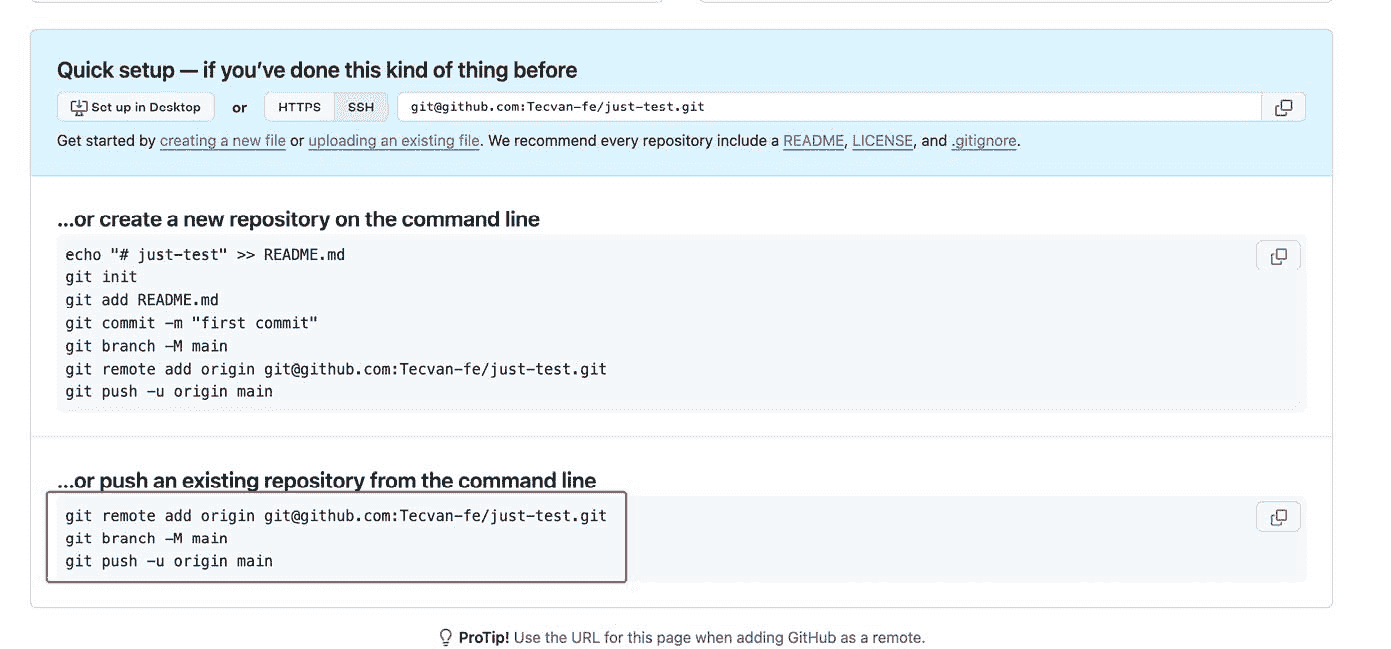 Quick setup — if you’ve done this kind of thing before
Set up in Desktop or HTTPS SSH git@github.com:Tecvan-fe/just-test.git
Get started by creating a new file or uploading an existing file. We recommend every repository include a README, LICENSE, and .gitignore.
…or create a new repository on the command line
echo "# just-test" >> README.md
git init
git add README.md
git commit -m "first commit"
git branch -M main
git remote add origin git@github.com:Tecvan-fe/just-test.git
git push -u origin main
…or push an existing repository from the command line
git remote add origin git@github.com:Tecvan-fe/just-test.git
git branch -M main
git push -u origin main
ProTip! Use the URL for this page when adding GitHub as a remote.